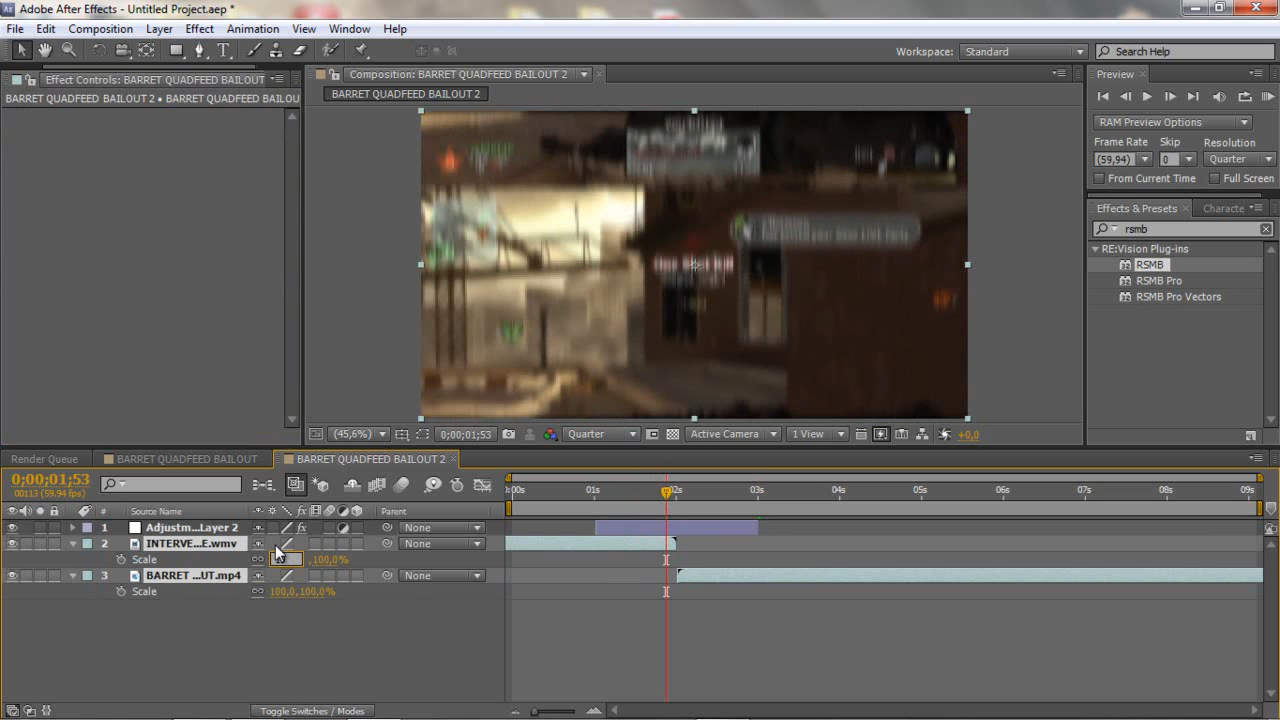 Adobe After Effects - Untitled Project.aep *
File Edit Composition Layer Effect Animation View Window Help
Workspace: Standard Search Help
Effect Controls: BARRET QUADFEED BAILOUT
BARRET QUADFEED BAILOUT 2 • BARRET QUADFEED BAILOU
Composition: BARRET QUADFEED BAILOUT 2
BARRET QUADFEED BAILOUT 2
(45,6%) 0;00;01;53 Quarter Active Camera 1 View +0,0
Preview
RAM Preview Options
Frame Rate Skip Resolution
(59,94) 0 Quarter
From Current Time Full Screen
Effects & Presets Characte
rsmb
RE:Vision Plug-ins
RSMB
RSMB Pro
RSMB Pro Vectors
Render Queue BARRET QUADFEED BAILOUT BARRET QUADFEED BAILOUT 2
0;00;01;53
00113 (59.94 fps)
# Source Name Parent
:00s 01s 02s 03s 04s 05s 06s 07s 08s 09s
1 Adjustm...Layer 2 None
2 INTERVE...E.wmv None
Scale ,100,0%
3 BARRET ...UT.mp4 None
Scale 100,0,100,0%
Toggle Switches / Modes